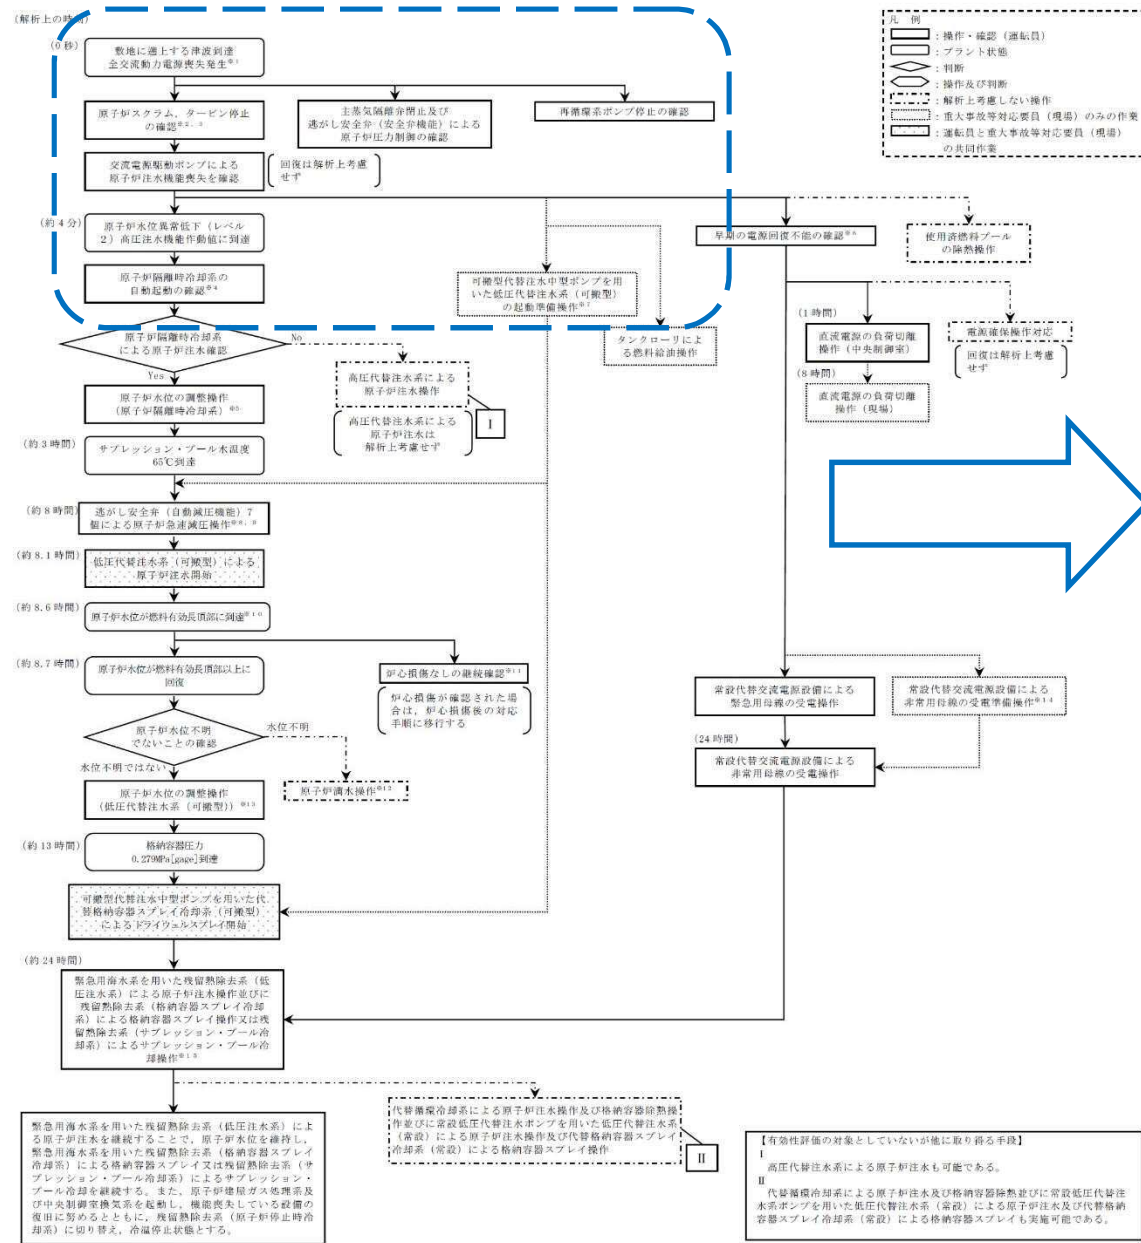 (解析上の時間)
(0秒)
敷地に遡上する津波到達
全交流動力電源喪失発生※1
原子炉スクラム，タービン停止
の確認※2，3
主蒸気隔離弁閉止及び
逃がし安全弁（安全弁機能）による
原子炉圧力制御の確認
再循環系ポンプ停止の確認
交流電源駆動ポンプによる
原子炉注水機能喪失を確認
回復は解析上考慮
せず
(約4分)
原子炉水位異常低下（レベル
2）高圧注水機能作動値に到達
原子炉隔離時冷却系の
自動起動の確認※4
可搬型代替注水中型ポンプを用
いた低圧代替注水系（可搬型）
の起動準備操作※7
早期の電源回復不能の確認
使用済燃料プール
の除熱操作
原子炉隔離時冷却系
による原子炉注水確認
No
Yes
タンクローリによ
る燃料給油操作
高圧代替注水系による
原子炉注水操作
I
高圧代替注水系による
原子炉注水は
解析上考慮せず
(1時間)
直流電源の負荷切離
操作（中央制御室）
電源確保操作対応
回復は解析上考慮
せず
(8時間)
直流電源の負荷切離
操作（現場）
原子炉水位の調整操作
（原子炉隔離時冷却系）※5
(約3時間)
サプレッション・プール水温度
65℃到達
(約8時間)
逃がし安全弁（自動減圧機能）7
個による原子炉急速減圧操作
(約8.1時間)
低圧代替注水系（可搬型）による
原子炉注水開始
(約8.6時間)
原子炉水位が燃料有効長頂部に到達※10
(約8.7時間)
原子炉水位が燃料有効長頂部以上に
回復
炉心損傷なしの継続確認※11
炉心損傷が確認された場
合は，炉心損傷後の対応
手順に移行する
原子炉水位不明
でないことの確認
水位不明
水位不明ではない
原子炉満水操作※12
原子炉水位の調整操作
（低圧代替注水系（可搬型））※13
(約13時間)
格納容器圧力
0.279MPa[gage]到達
可搬型代替注水中型ポンプを用いた代
替格納容器スプレイ冷却系（可搬型）
によるドライウェルスプレイ開始
常設代替交流電源設備による
緊急用母線の受電操作
常設代替交流電源設備による
非常用母線の受電準備操作※14
(24時間)
常設代替交流電源設備による
非常用母線の受電操作
(約24時間)
緊急用海水系を用いた残留熱除去系（低
圧注水系）による原子炉注水操作並びに
残留熱除去系（格納容器スプレイ冷却
系）による格納容器スプレイ操作又は残
留熱除去系（サプレッション・プール冷
却系）によるサプレッション・プール冷
却操作
緊急用海水系を用いた残留熱除去系（低圧注水系）によ
る原子炉注水を継続することで，原子炉水位を維持し，
緊急用海水系を用いた残留熱除去系（格納容器スプレイ
冷却系）による格納容器スプレイ又は残留熱除去系（サ
プレッション・プール冷却系）によるサプレッション・
プール冷却を継続する。また，原子炉建屋ガス処理系及
び中央制御室換気系を起動し，機能喪失している設備の
復旧に努めるとともに，残留熱除去系（原子炉停止時冷
却系）に切り替え，冷温停止状態とする。
代替循環冷却系による原子炉注水操作及び格納容器除熱操
作並びに常設低圧代替注水ポンプを用いた低圧代替注水系
（常設）による原子炉注水操作及び代替格納容器スプレイ
冷却系（常設）による格納容器スプレイ操作
II
【有効性評価の対象としていないが他に取り得る手段】
I
高圧代替注水系による原子炉注水も可能である。
II
代替循環冷却系による原子炉注水及び格納容器除熱並びに常設低圧代替注
水系ポンプを用いた低圧代替注水系（常設）による原子炉注水及び代替格納
容器スプレイ冷却系（常設）による格納容器スプレイも実施可能である。
凡 例
：操作・確認（運転員）
：プラント状態
：判断
：操作及び判断
：解析上考慮しない操作
：重大事故等対応要員（現場）のみの作業
：運転員と重大事故等対応要員（現場）
の共同作業